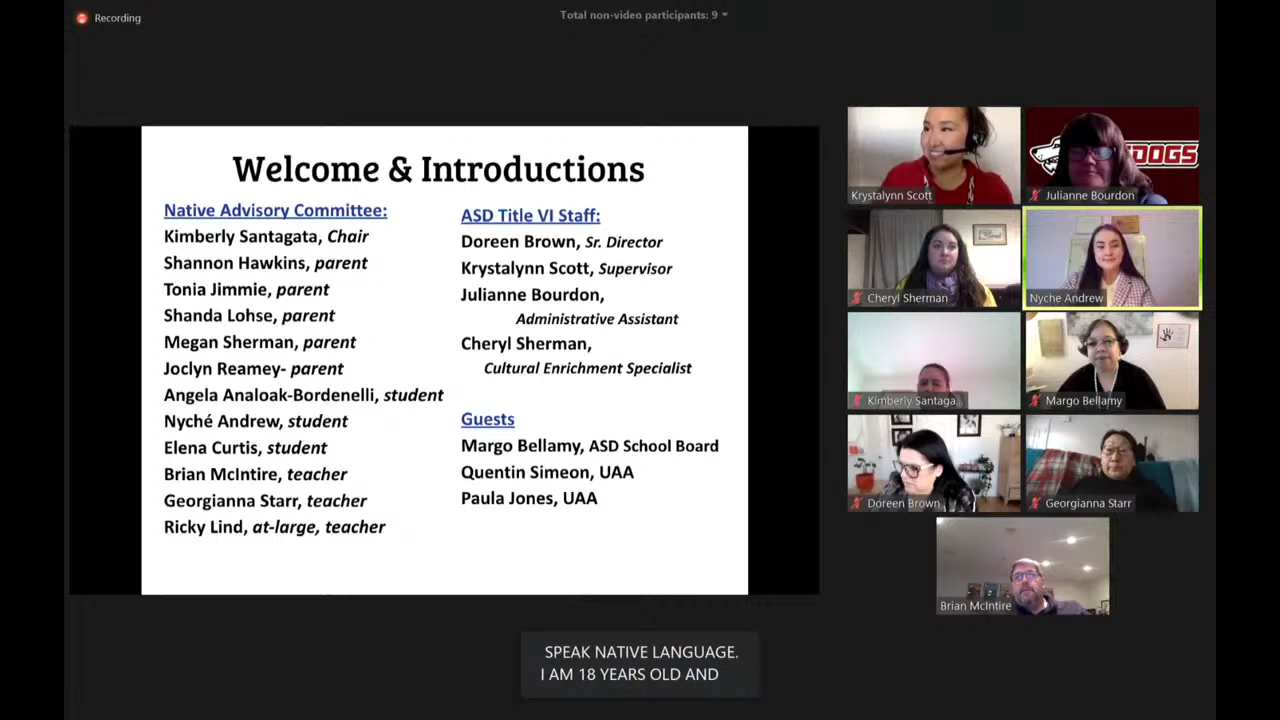 Recording
Total non-video participants: 9
Welcome & Introductions
Native Advisory Committee:
Kimberly Santagata, Chair
Shannon Hawkins, parent
Tonia Jimmie, parent
Shanda Lohse, parent
Megan Sherman, parent
Joclyn Reamey- parent
Angela Analoak-Bordenelli, student
Nyché Andrew, student
Elena Curtis, student
Brian McIntire, teacher
Georgianna Starr, teacher
Ricky Lind, at-large, teacher
ASD Title VI Staff:
Doreen Brown, Sr. Director
Krystalynn Scott, Supervisor
Julianne Bourdon,
Administrative Assistant
Cheryl Sherman,
Cultural Enrichment Specialist
Guests
Margo Bellamy, ASD School Board
Quentin Simeon, UAA
Paula Jones, UAA
Krystalynn Scott
DOGS
Julianne Bourdon
Cheryl Sherman
Nyche Andrew
Kimberly Santaga...
Margo Bellamy
Doreen Brown
Georgianna Starr
Brian McIntire
SPEAK NATIVE LANGUAGE.
I AM 18 YEARS OLD AND